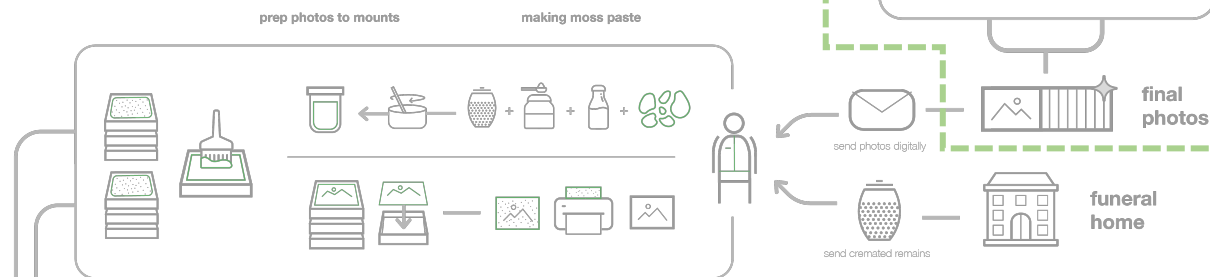 prep photos to mounts
making moss paste
final
photos
send photos digitally
funeral
home
send cremated remains